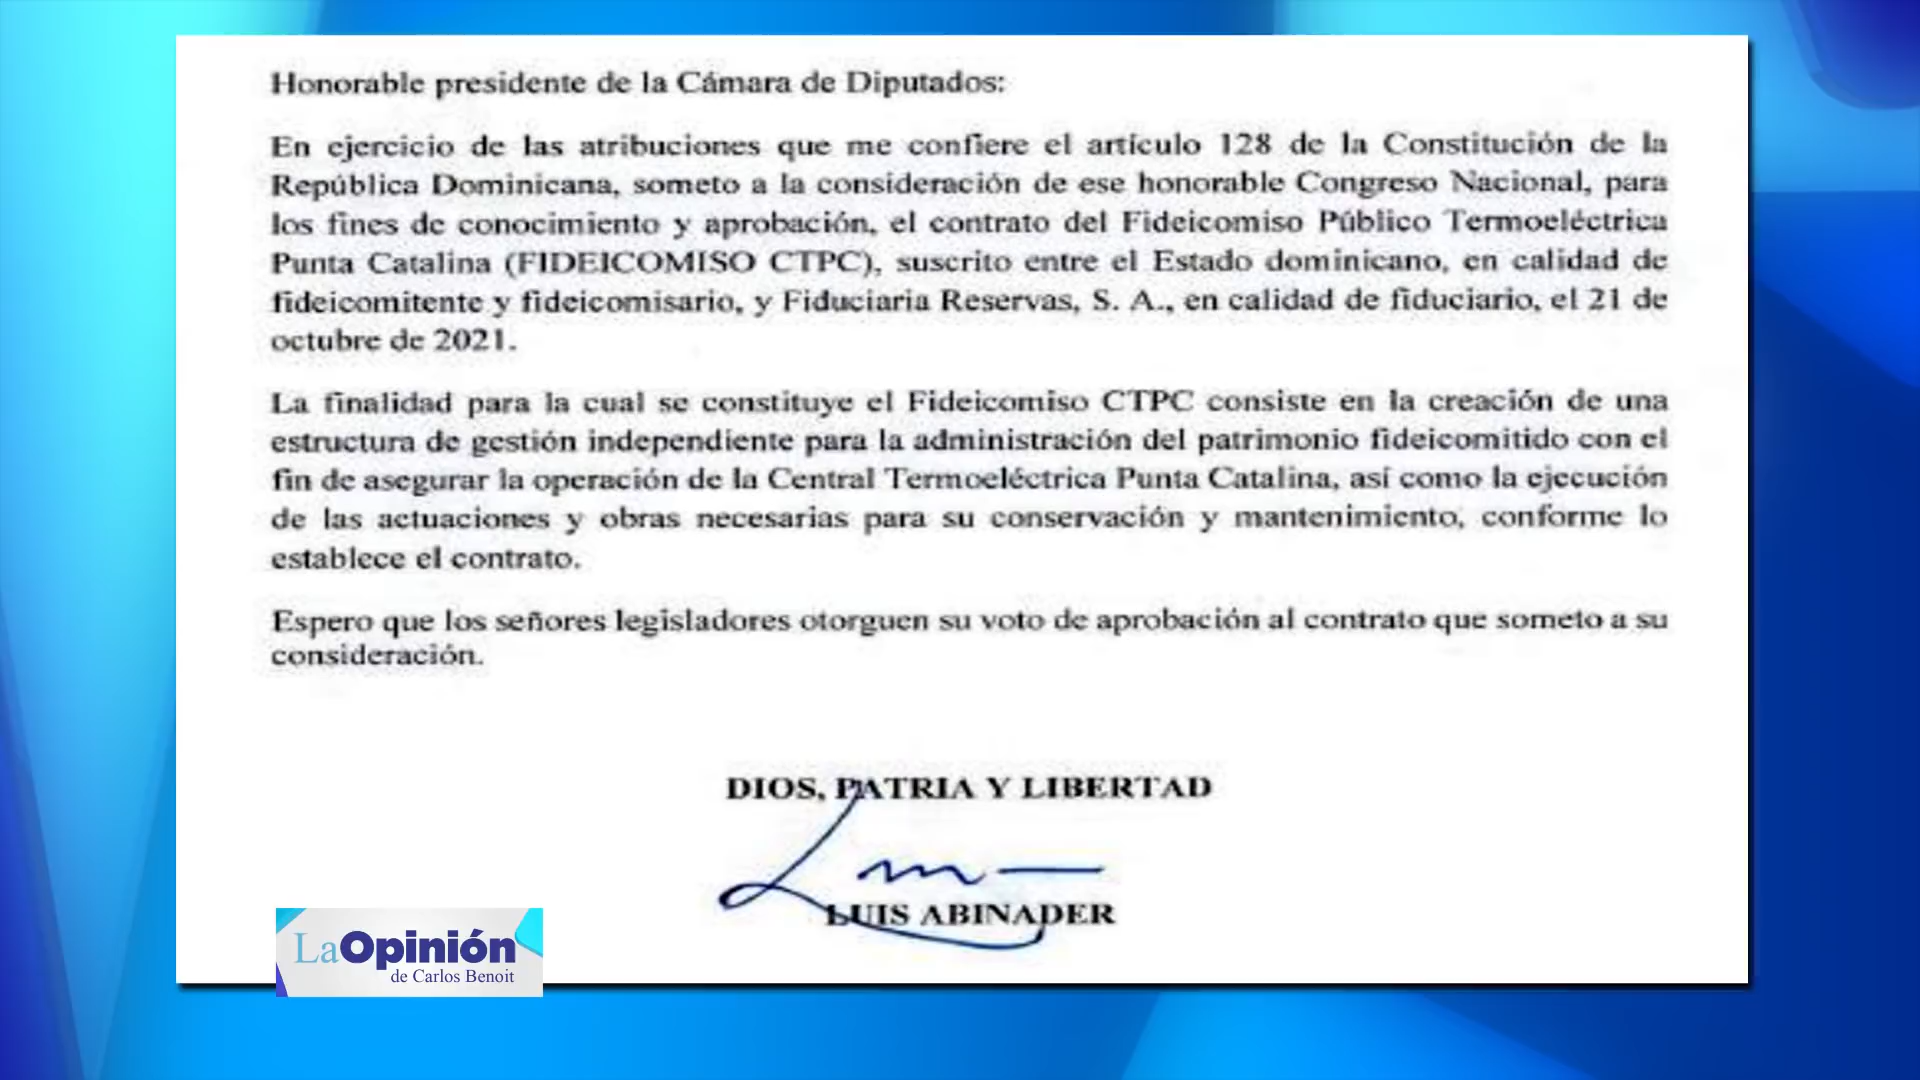 Honorable presidente de la Cámara de Diputados:
En ejercicio de las atribuciones que me confiere el artículo 128 de la Constitución de la
República Dominicana, someto a la consideración de ese honorable Congreso Nacional, para
los fines de conocimiento y aprobación, el contrato del Fideicomiso Público Termoeléctrica
Punta Catalina (FIDEICOMISO CTPC), suscrito entre el Estado dominicano, en calidad de
fideicomitente y fideicomisario, y Fiduciaria Reservas, S. A., en calidad de fiduciario, el 21 de
octubre de 2021.
La finalidad para la cual se constituye el Fideicomiso CTPC consiste en la creación de una
estructura de gestión independiente para la administración del patrimonio fideicomitido con el
fin de asegurar la operación de la Central Termoeléctrica Punta Catalina, así como la ejecución
de las actuaciones y obras necesarias para su conservación y mantenimiento, conforme lo
establece el contrato.
Espero que los señores legisladores otorguen su voto de aprobación al contrato que someto a su
consideración.
DIOS, PATRIA Y LIBERTAD
LUIS ABINADER
La Opinión
de Carlos Benoit